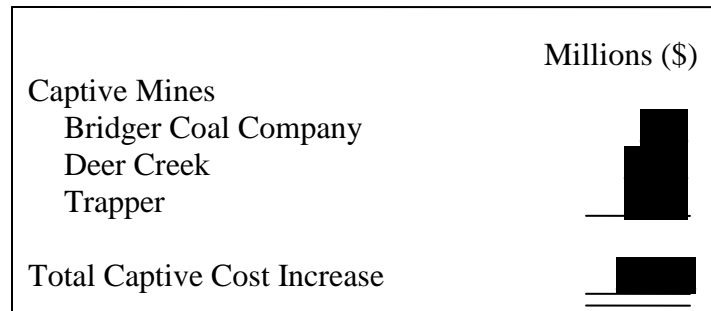 Millions ($)
Captive Mines
Bridger Coal Company
Deer Creek
Trapper
Total Captive Cost Increase